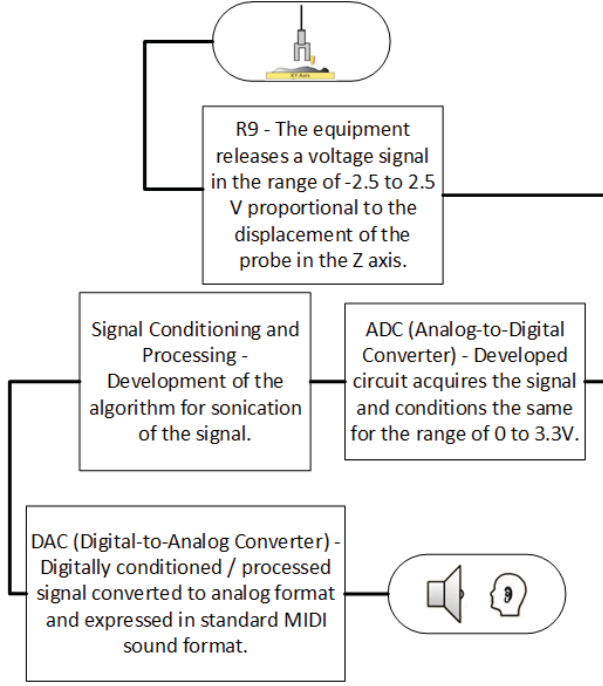 XY Axis
R9 - The equipment
releases a voltage signal
in the range of -2.5 to 2.5
V proportional to the
displacement of the
probe in the Z axis.
ADC (Analog-to-Digital
Converter) - Developed
circuit acquires the signal
and conditions the same
for the range of 0 to 3.3V.
Signal Conditioning and
Processing -
Development of the
algorithm for sonication
of the signal.
DAC (Digital-to-Analog Converter) -
Digitally conditioned / processed
signal converted to analog format
and expressed in standard MIDI
sound format.